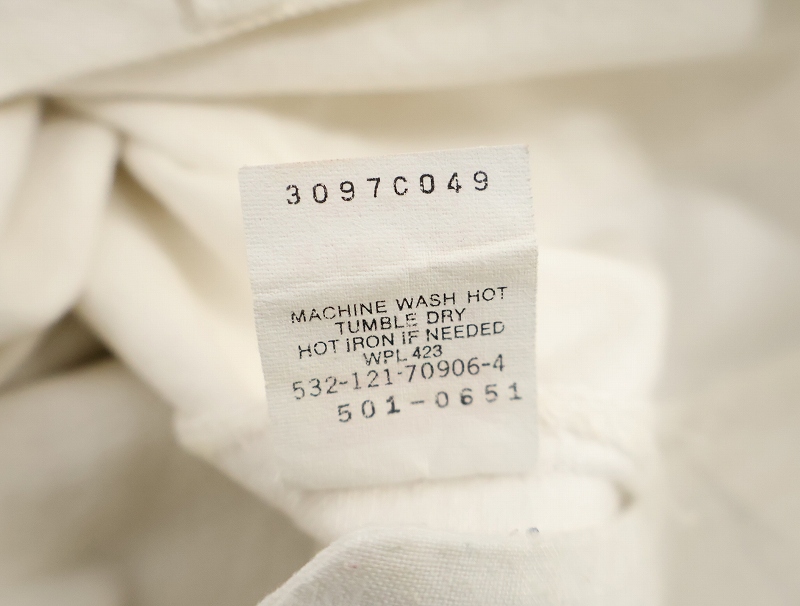 3097C049
MACHINE WASH HOT
TUMBLE DRY
HOT IRON IF NEEDED
WPL 423
532-121-70906-4
501-0651